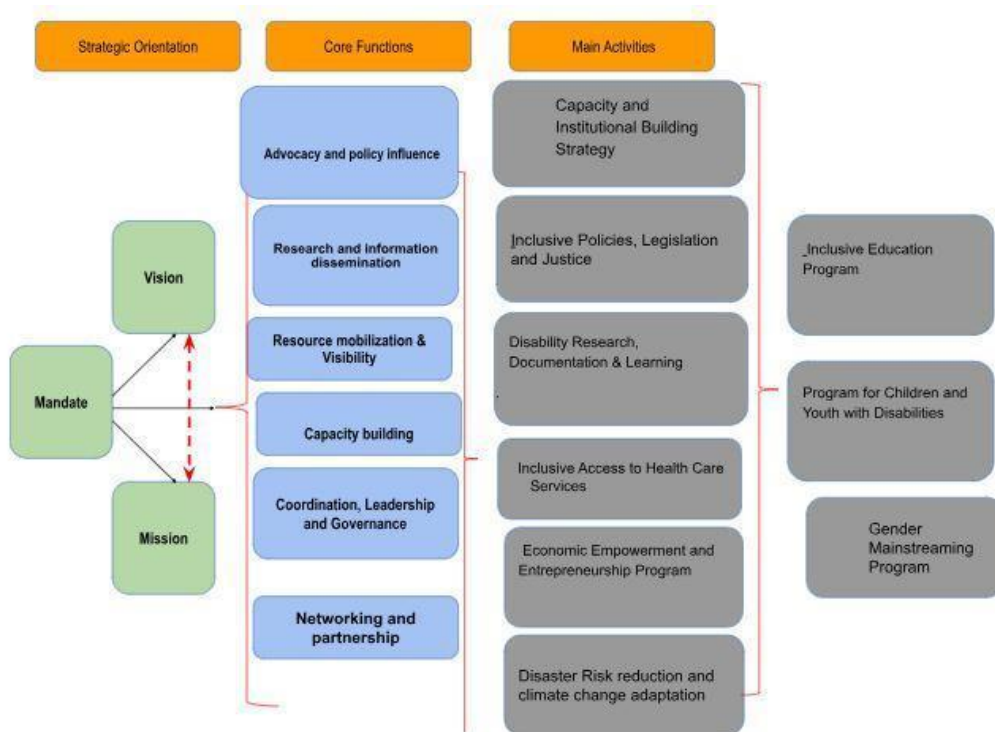 Strategic Orientation
Core Functions
Main Activities
Vision
Mandate
Mission
Advocacy and policy influence
Research and information
dissemination
Resource mobilization &
Visibility
Capacity building
Coordination, Leadership
and Governance
Networking and
partnership
Capacity and
Institutional Building
Strategy
Inclusive Policies, Legislation
and Justice
Disability Research,
Documentation & Learning
.
Inclusive Access to Health Care
Services
Economic Empowerment and
Entrepreneurship Program
Disaster Risk reduction and
climate change adaptation
Inclusive Education
Program
Program for Children and
Youth with Disabilities
Gender
Mainstreaming
Program